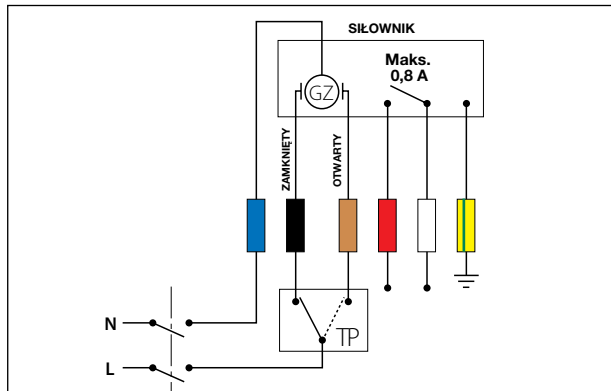 SIŁOWNIK
Maks.
0,8 A
GZ
ZAMKNIĘTY
OTWARTY
TP
N
L